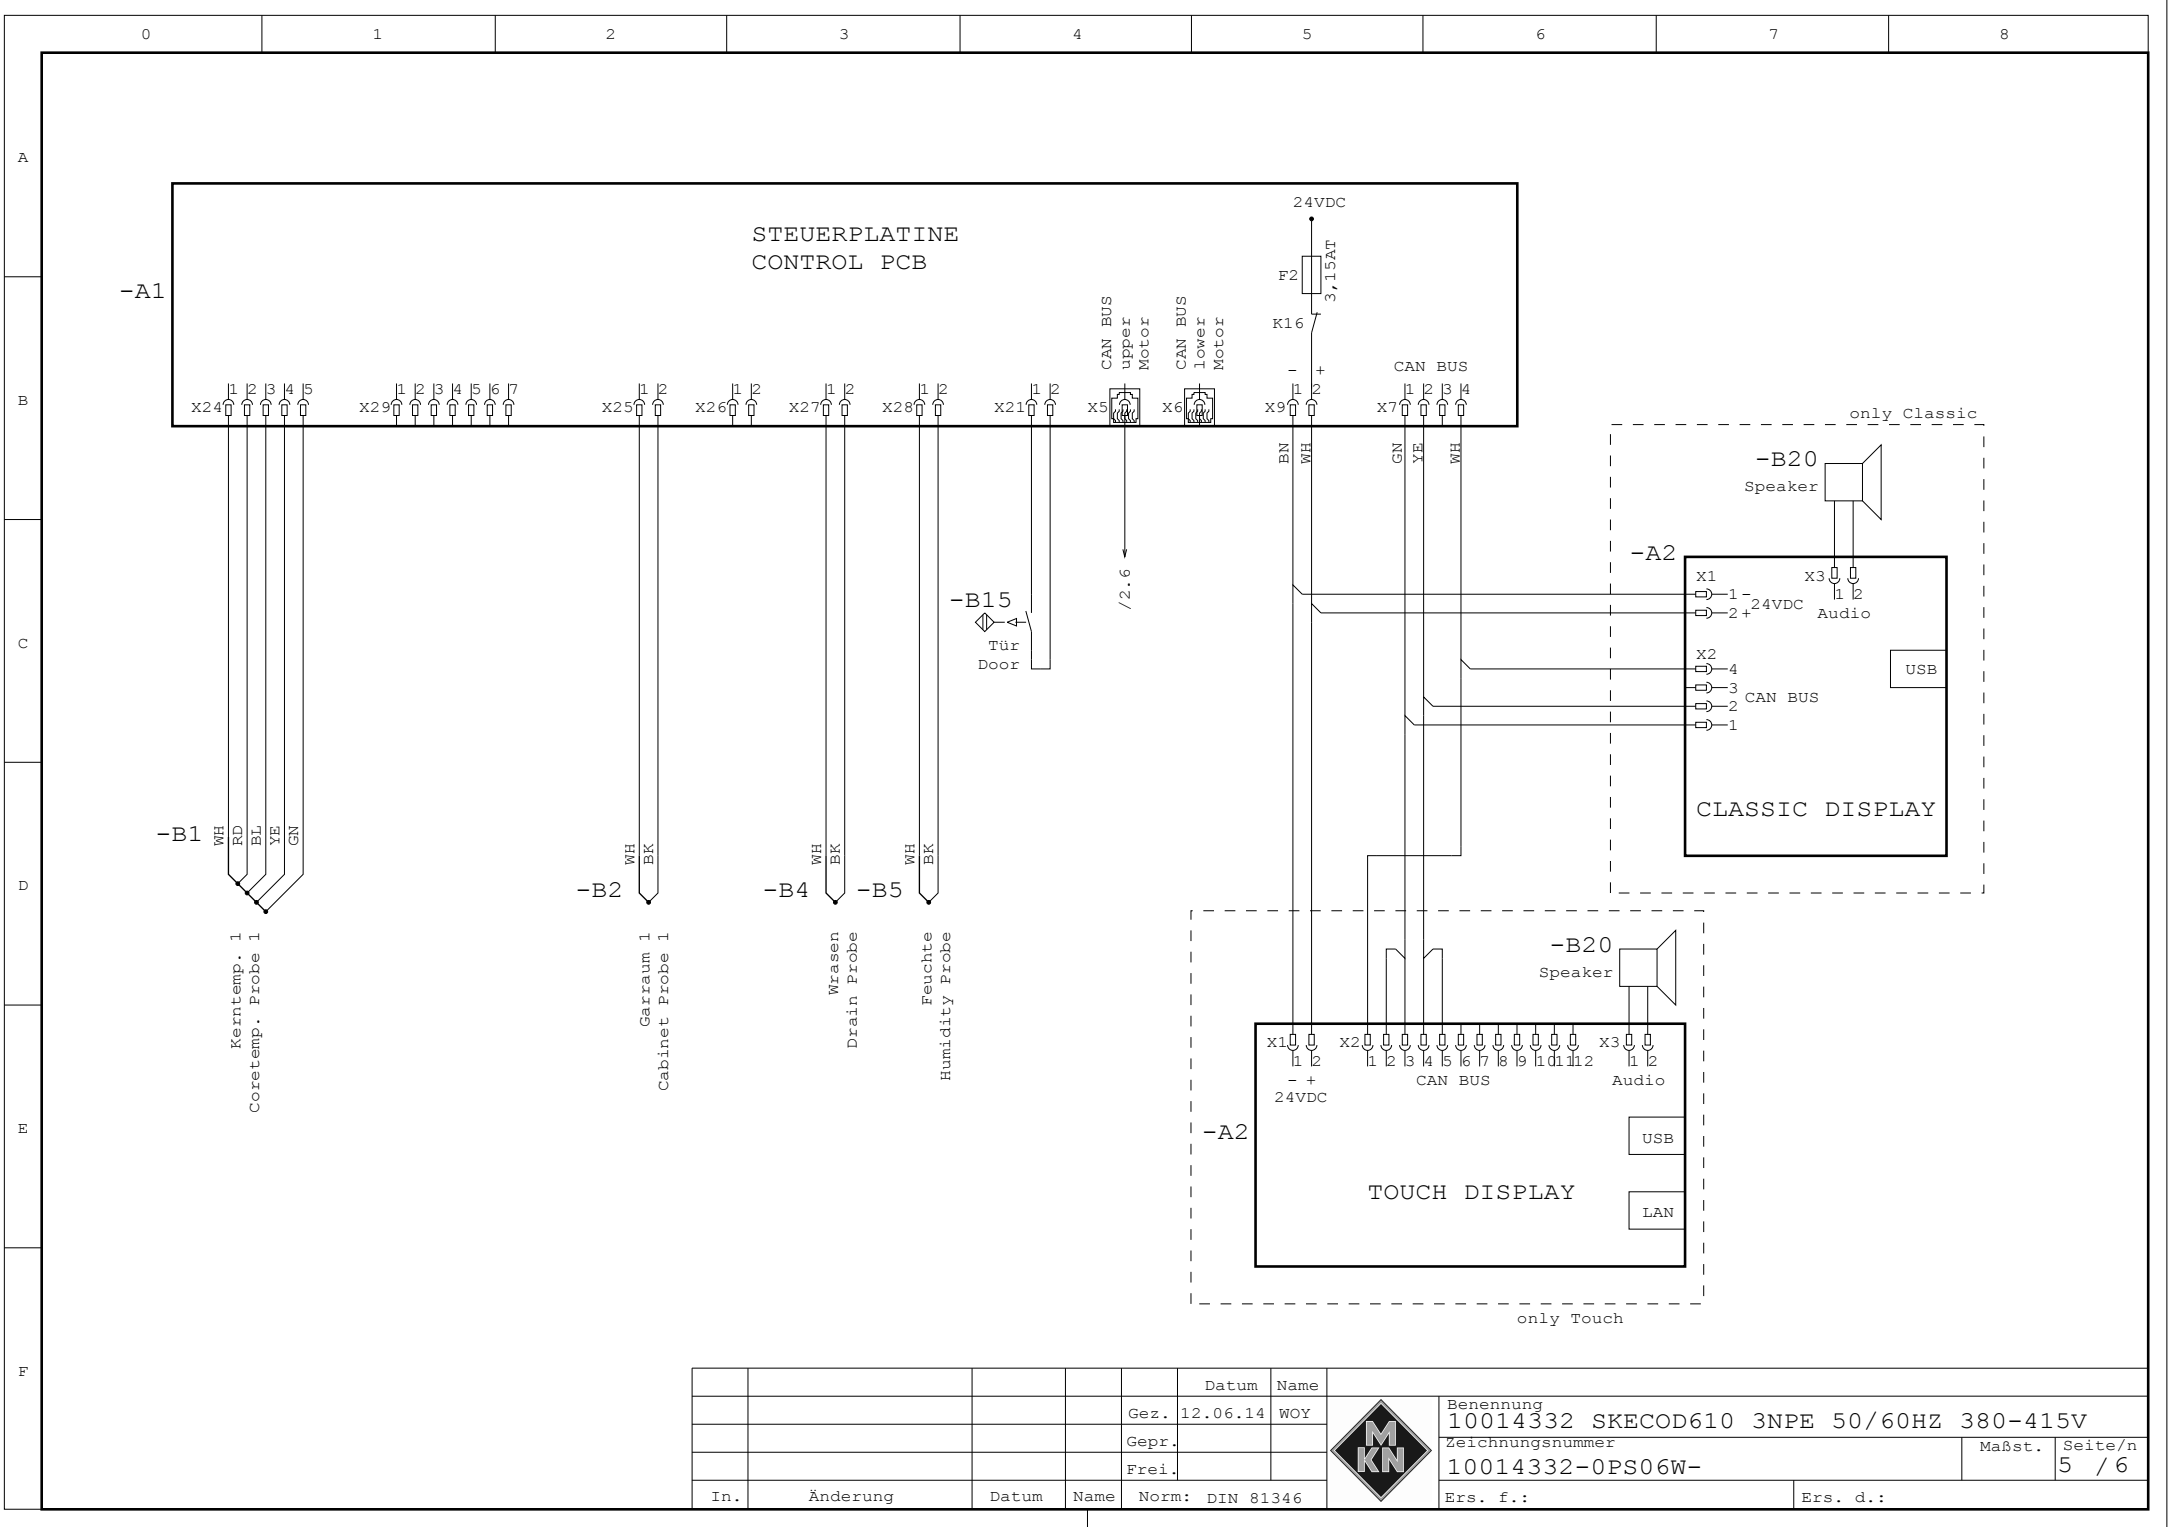 0 1 2 3 4 5 6 7 8
A
B
C
D
E
F
STEUERPLATINE
CONTROL PCB
-A1
24VDC
F2
3,15AT
K16
- +
CAN BUS
upper
Motor
CAN BUS
lower
Motor
CAN BUS
X24 1 2 3 4 5
X29 1 2 3 4 5 6 7
X25 1 2
X26 1 2
X27 1 2
X28 1 2
X21 1 2
X5
X6
X9 1 2
X7 1 2 3 4
BN WH
GN YE WH
/2.6
-B15
Tür
Door
only Classic
-B20
Speaker
-A2
X1
1 -
2 +
24VDC
X3
1 2
Audio
X2
4
3
2
1
CAN BUS
USB
CLASSIC DISPLAY
-B1 WH RD BL YE GN
Kerntemp. 1
Coretemp. Probe 1
-B2 WH BK
Garraum 1
Cabinet Probe 1
-B4 WH BK
Wrasen
Drain Probe
-B5 WH BK
Feuchte
Humidity Probe
-B20
Speaker
X1 1 2
- +
24VDC
X2 1 2 3 4 5 6 7 8 9 10 11 12
CAN BUS
X3 1 2
Audio
-A2
USB
TOUCH DISPLAY
LAN
only Touch
Datum Name
Gez. 12.06.14 WOY
Gepr.
Frei.
In. Änderung Datum Name Norm: DIN 81346
MKN
Benennung
10014332 SKECOD610 3NPE 50/60HZ 380-415V
Zeichnungsnummer
10014332-0PS06W-
Maßst.
Seite/n
5 /6
Ers. f.:
Ers. d.: